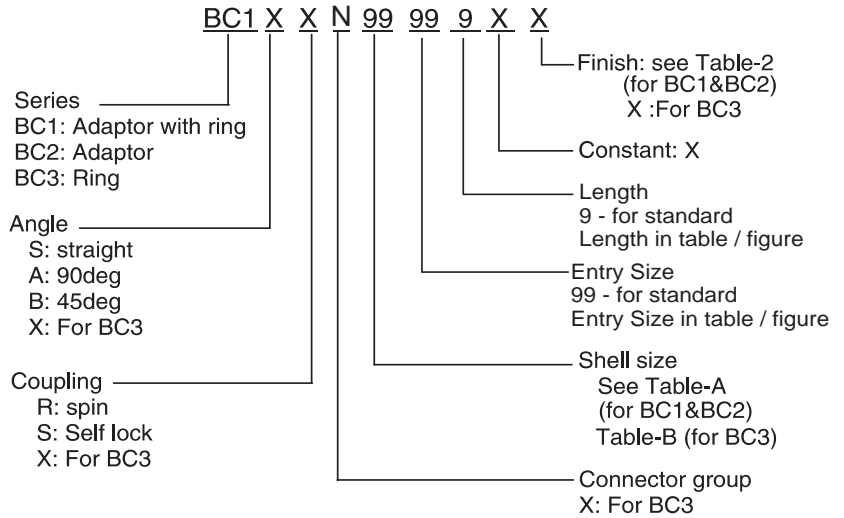 BC1 X X N 99 99 9 X X
Series
BC1: Adaptor with ring
BC2: Adaptor
BC3: Ring
Angle
S: straight
A: 90deg
B: 45deg
X: For BC3
Coupling
R: spin
S: Self lock
X: For BC3
Finish: see Table-2
(for BC1&BC2)
X :For BC3
Constant: X
Length
9 - for standard
Length in table / figure
Entry Size
99 - for standard
Entry Size in table / figure
Shell size
See Table-A
(for BC1&BC2)
Table-B (for BC3)
Connector group
X: For BC3